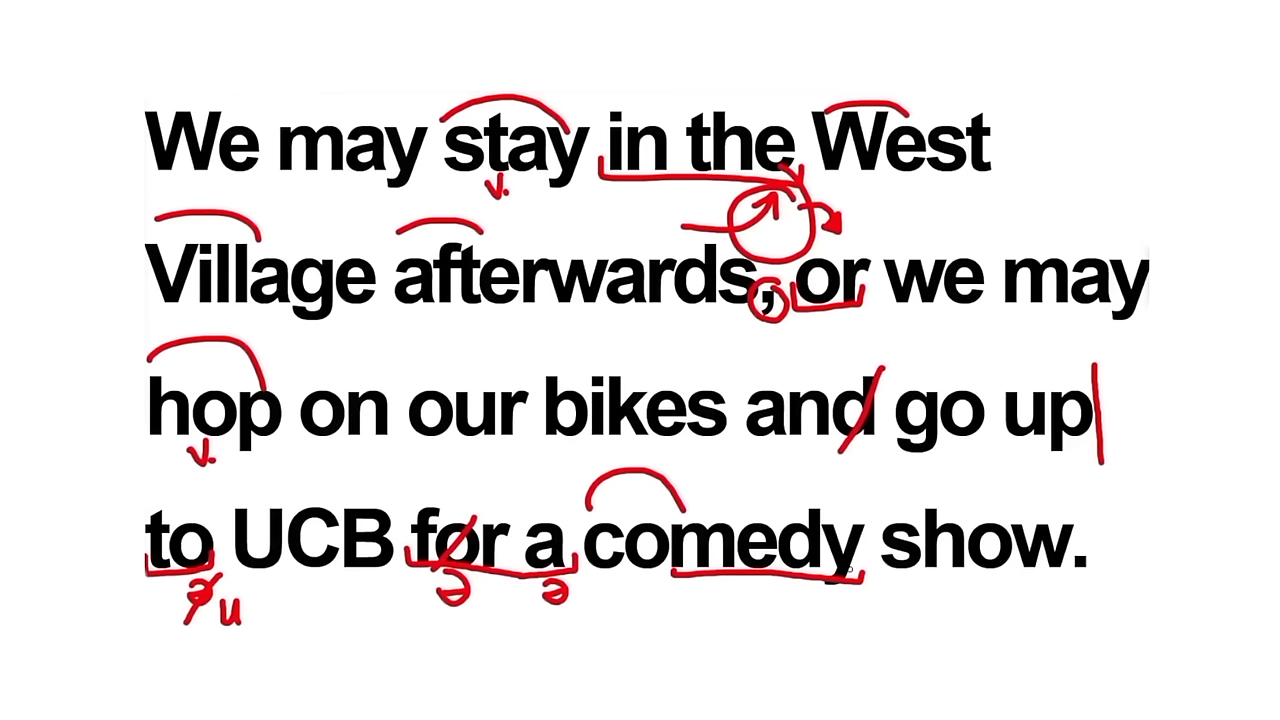 We may stay in the West
v.
Village afterwards, or we may
hop on our bikes and go up
v.
to UCB for a comedy show.
ə u ə ə